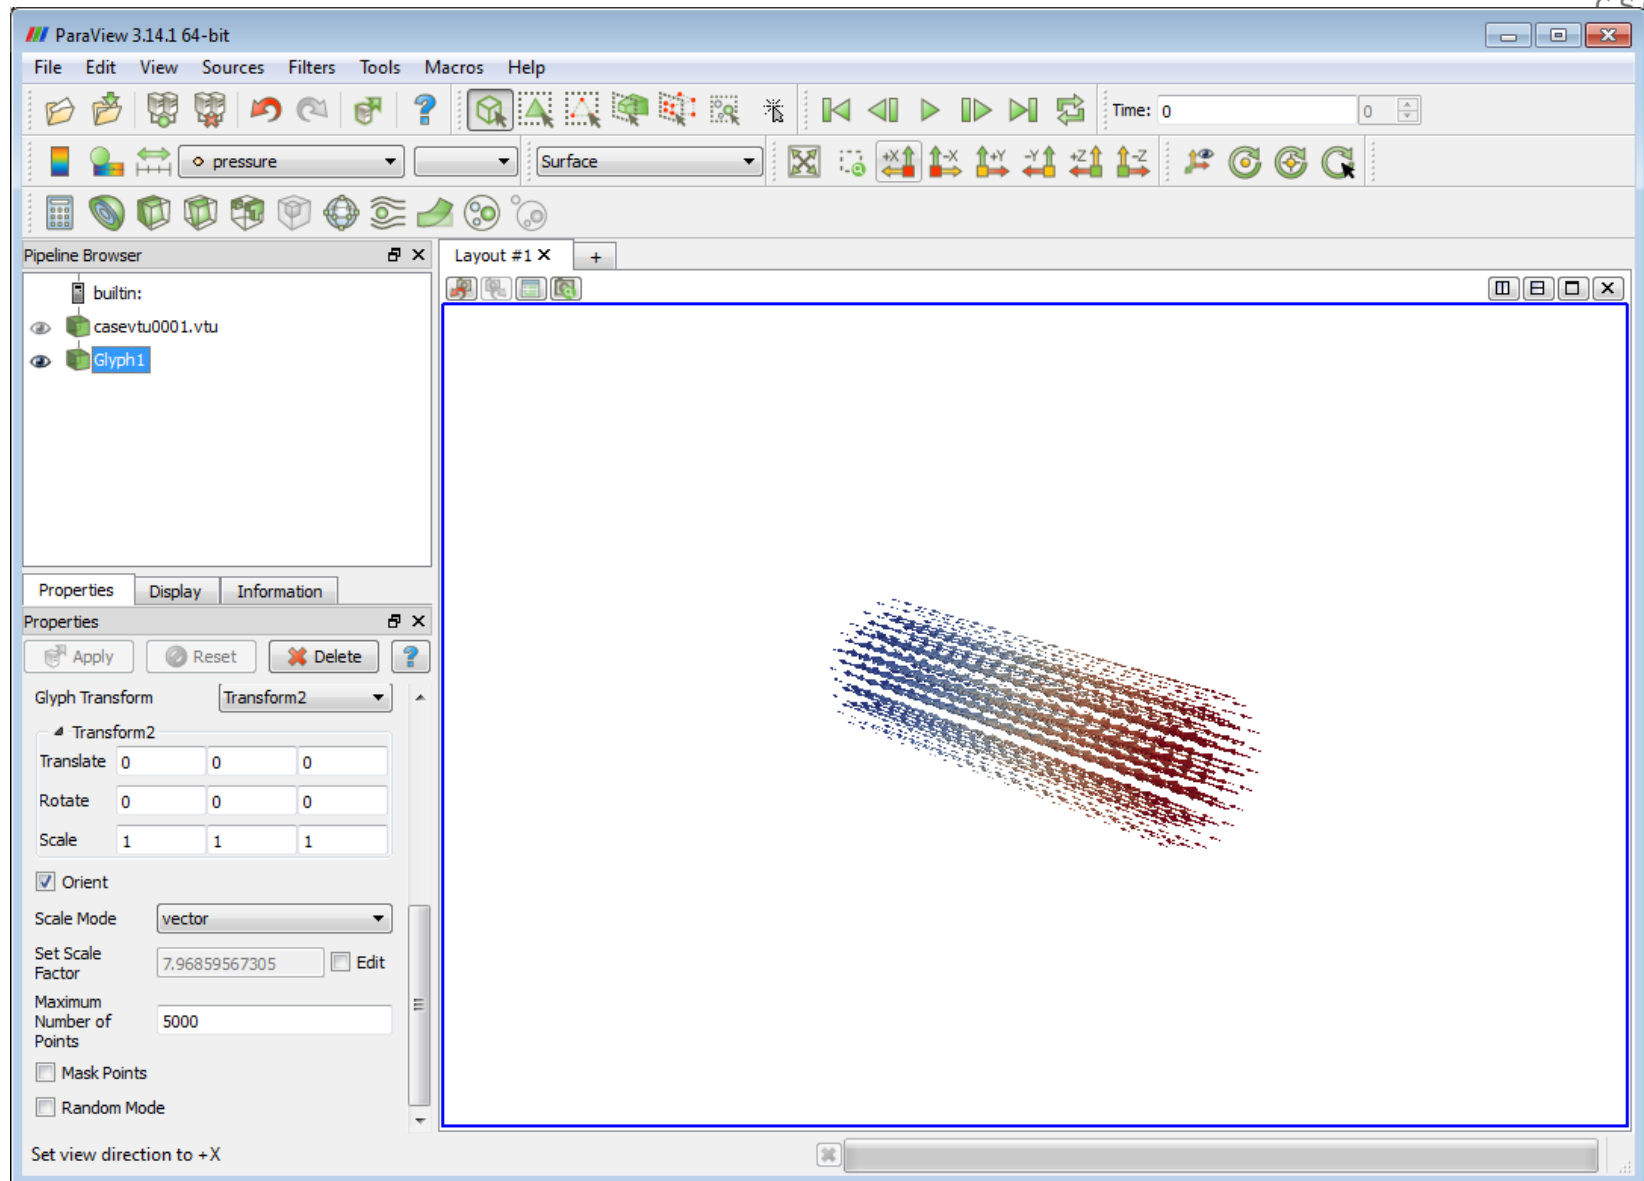 CS
ParaView 3.14.1 64-bit
File Edit View Sources Filters Tools Macros Help
Time: 0 0
pressure Surface +X -X +Y -Y +Z -Z
Pipeline Browser Layout #1 +
builtin:
casevtu0001.vtu
Glyph1
Properties Display Information
Properties
Apply Reset Delete ?
Glyph Transform Transform2
Transform2
Translate 0 0 0
Rotate 0 0 0
Scale 1 1 1
Orient
Scale Mode vector
Set Scale
Factor 7.96859567305 Edit
Maximum
Number of
Points 5000
Mask Points
Random Mode
Set view direction to +X